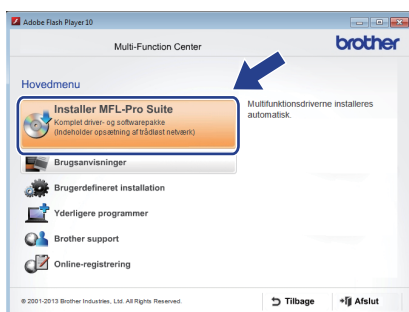 Adobe Flash Player 10
Multi-Function Center
brother
Hovedmenu
Installer MFL-Pro Suite
Komplet driver- og softwarepakke
(Indeholder opsætning af trådløst netværk)
Multifunktionsdriverne installeres
automatisk.
Brugsanvisninger
Brugerdefineret installation
Yderligere programmer
Brother support
Online-registrering
© 2001-2013 Brother Industries, Ltd. All Rights Reserved.
Tilbage
Afslut